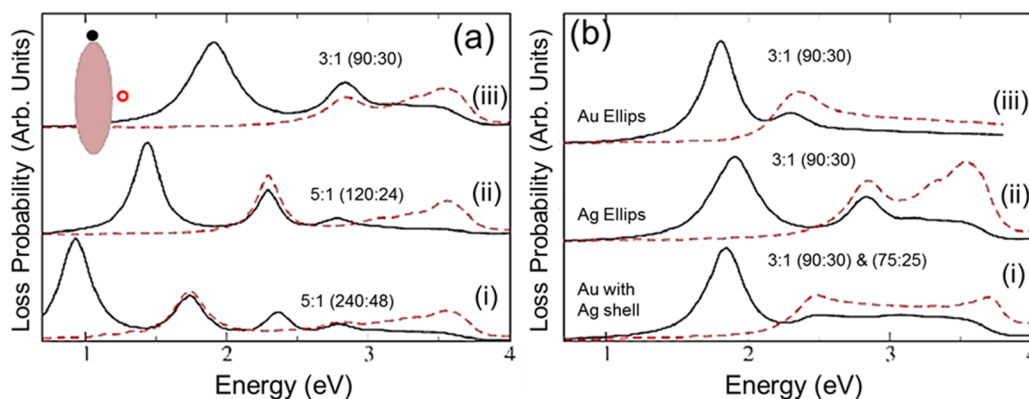 Loss Probability (Arb. Units)
(a)
3:1 (90:30)
(iii)
5:1 (120:24)
(ii)
5:1 (240:48)
(i)
1 2 3 4
Energy (eV)
Loss Probability (Arb. Units)
(b)
3:1 (90:30)
Au Ellips
(iii)
3:1 (90:30)
Ag Ellips
(ii)
3:1 (90:30) & (75:25)
Au with
Ag shell
(i)
1 2 3 4
Energy (eV)